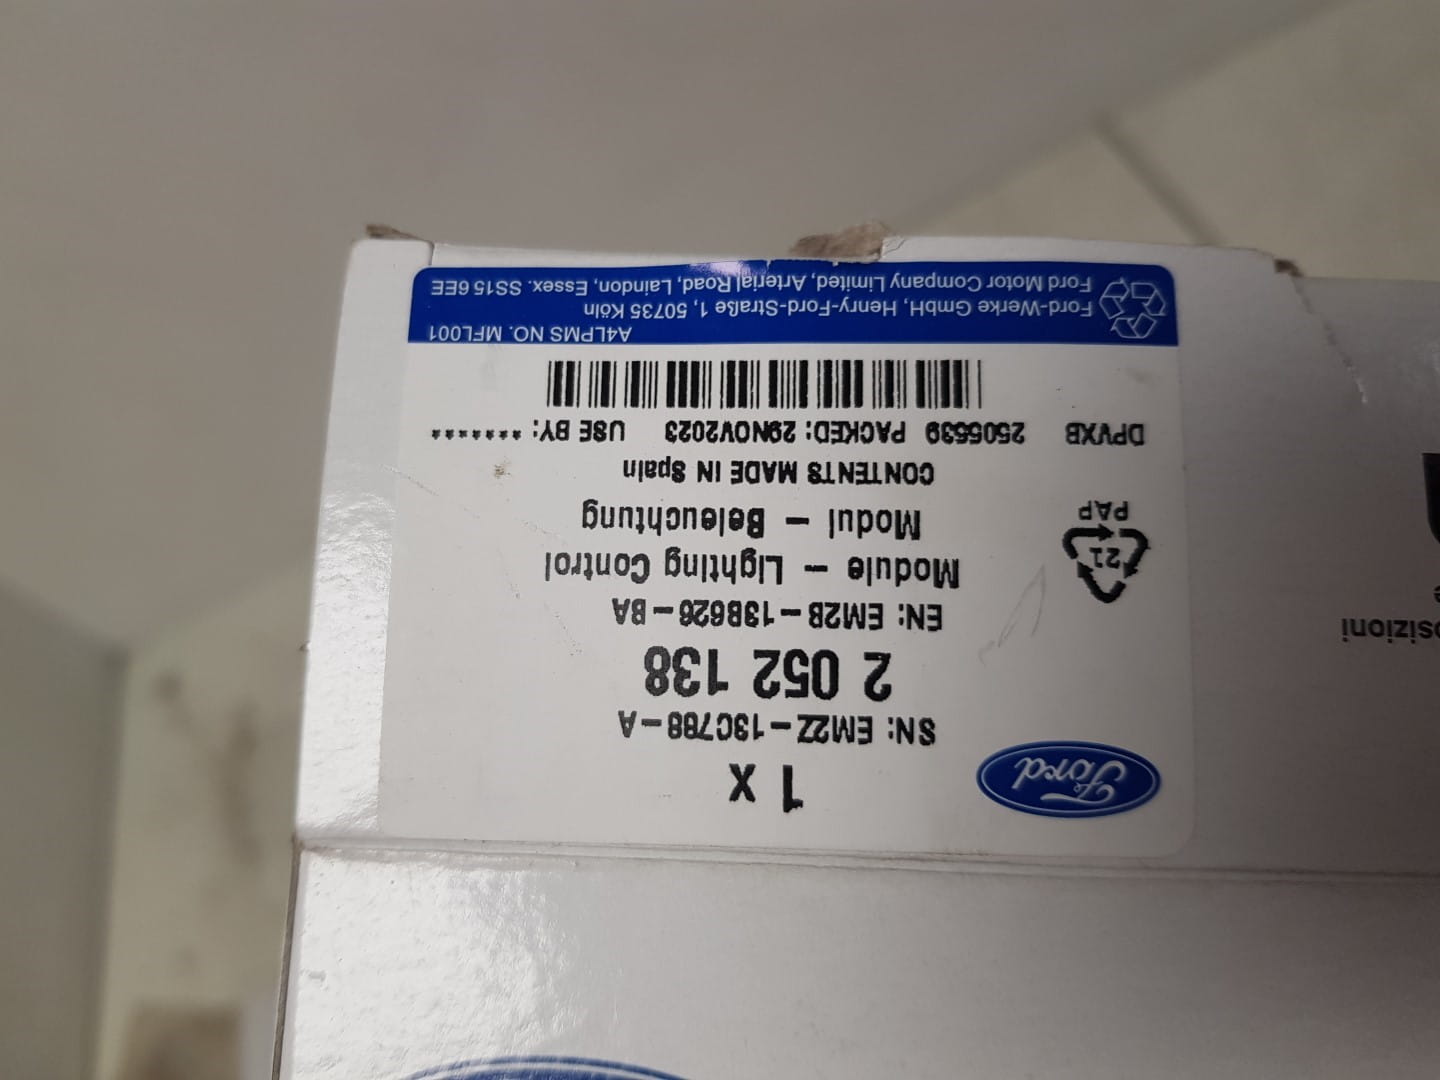 Ford
1 x
SN: EM2Z-13C788-A
2 052 138
EN: EM2B-13B626-BA
Module - Lighting Control
Modul - Beleuchtung
21
PAP
CONTENTS MADE IN Spain
DPVXB 2505539 PACKED: 29NOV2023 USE BY: *******
A4LPMS NO. MFL001
Ford-Werke GmbH, Henry-Ford-Straße 1, 50735 Köln
Ford Motor Company Limited, Arterial Road, Laindon, Essex. SS15 6EE